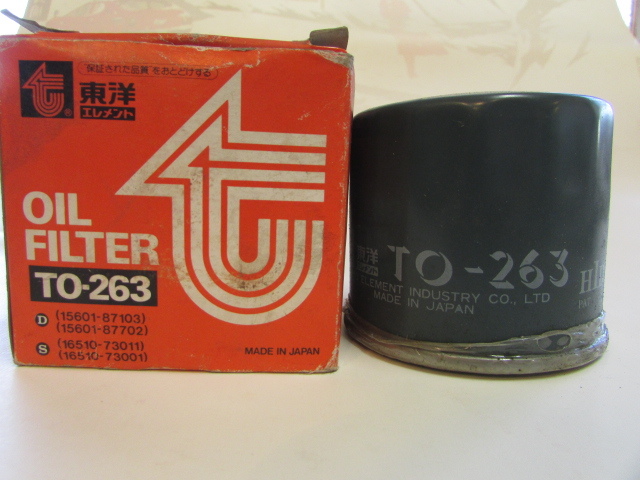 "保証された品質"をおとどけする
東洋
エレメント
®
OIL
FILTER
TO-263
D (15601-87103)
(15601-87702)
S (16510-73011)
(16510-73001)
MADE IN JAPAN
東洋 TO-263
ELEMENT INDUSTRY CO., LTD
MADE IN JAPAN
PAT